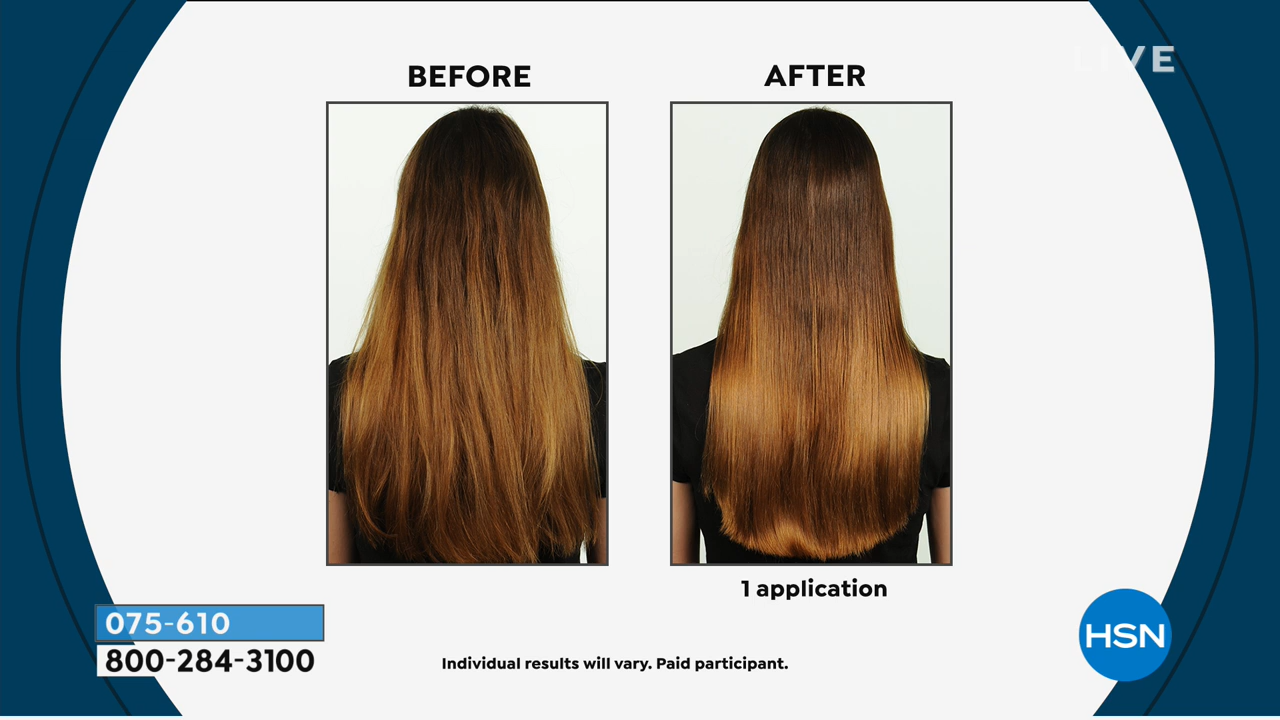 LIVE
BEFORE
AFTER
1 application
075-610
800-284-3100
Individual results will vary. Paid participant.
HSN